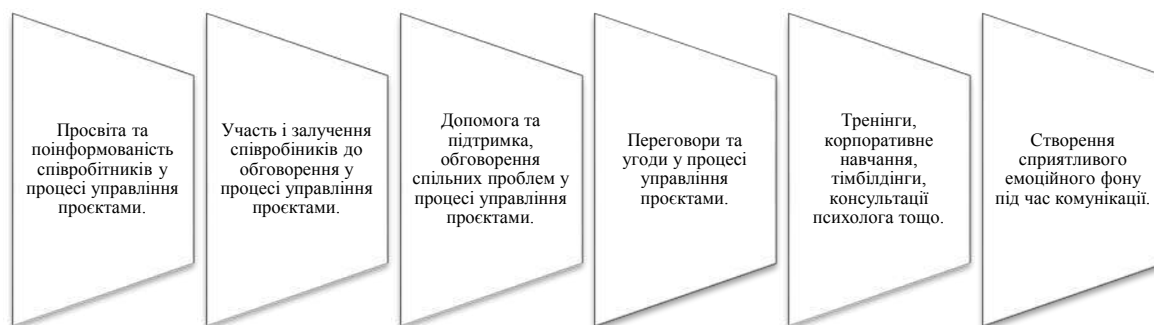 Просвіта та
поінформованість
співробітників у
процесі управління
проєктами.
Участь і залучення
співробіників до
обговорення у
процесі управління
проєктами.
Допомога та
підтримка,
обговорення
спільних проблем у
процесі управління
проєктами.
Переговори та
угоди у процесі
управління
проєктами.
Тренінги,
корпоративне
навчання,
тімбілдінги,
консультації
психолога тощо.
Створення
сприятливого
емоційного фону
під час комунікації.